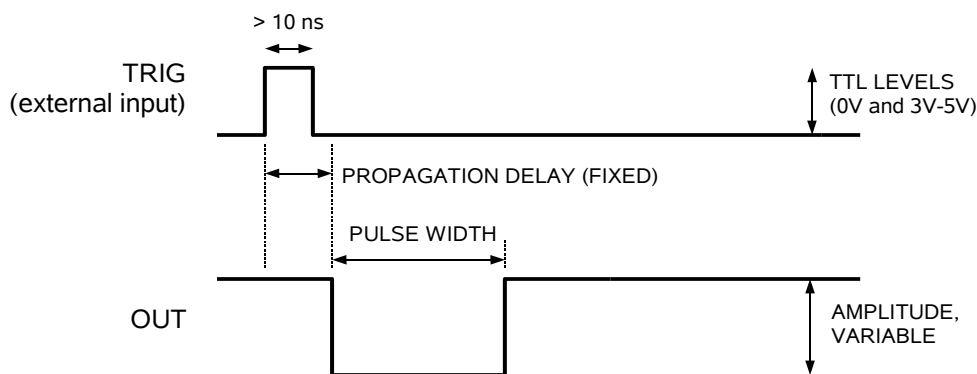 > 10 ns
TRIG
(external input)
TTL LEVELS
(0V and 3V-5V)
PROPAGATION DELAY (FIXED)
PULSE WIDTH
OUT
AMPLITUDE,
VARIABLE